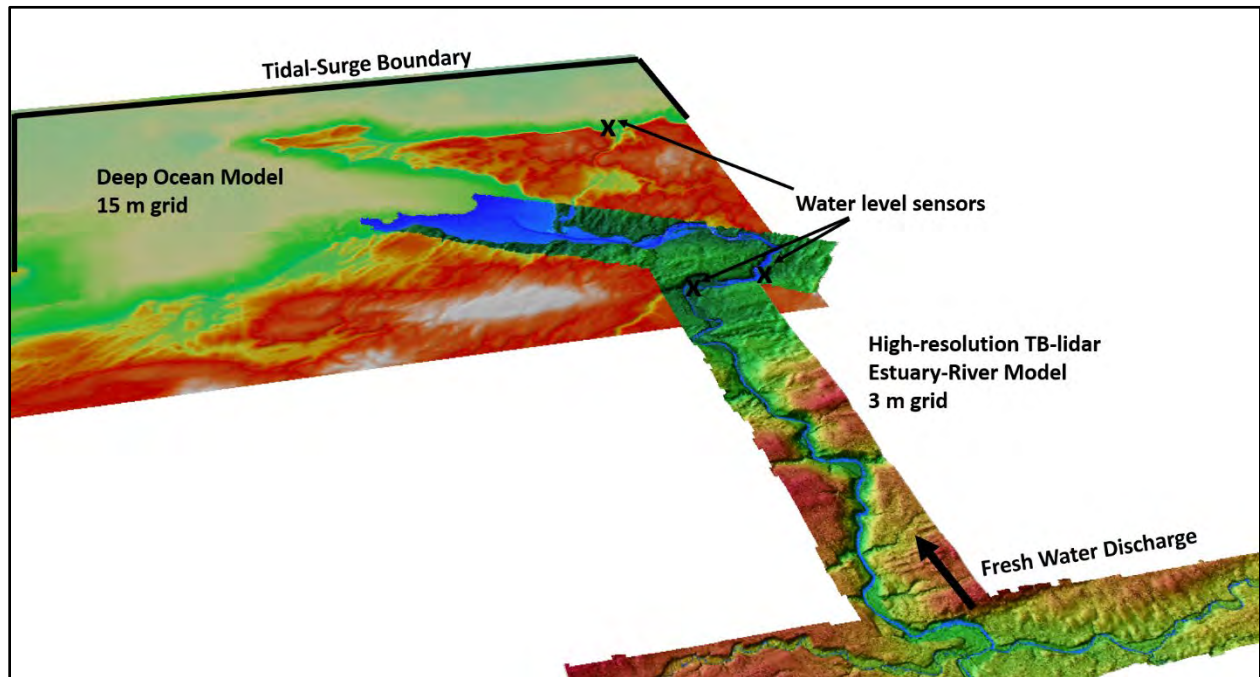 Tidal-Surge Boundary
X
Deep Ocean Model
15 m grid
Water level sensors
X
X
High-resolution TB-lidar
Estuary-River Model
3 m grid
Fresh Water Discharge